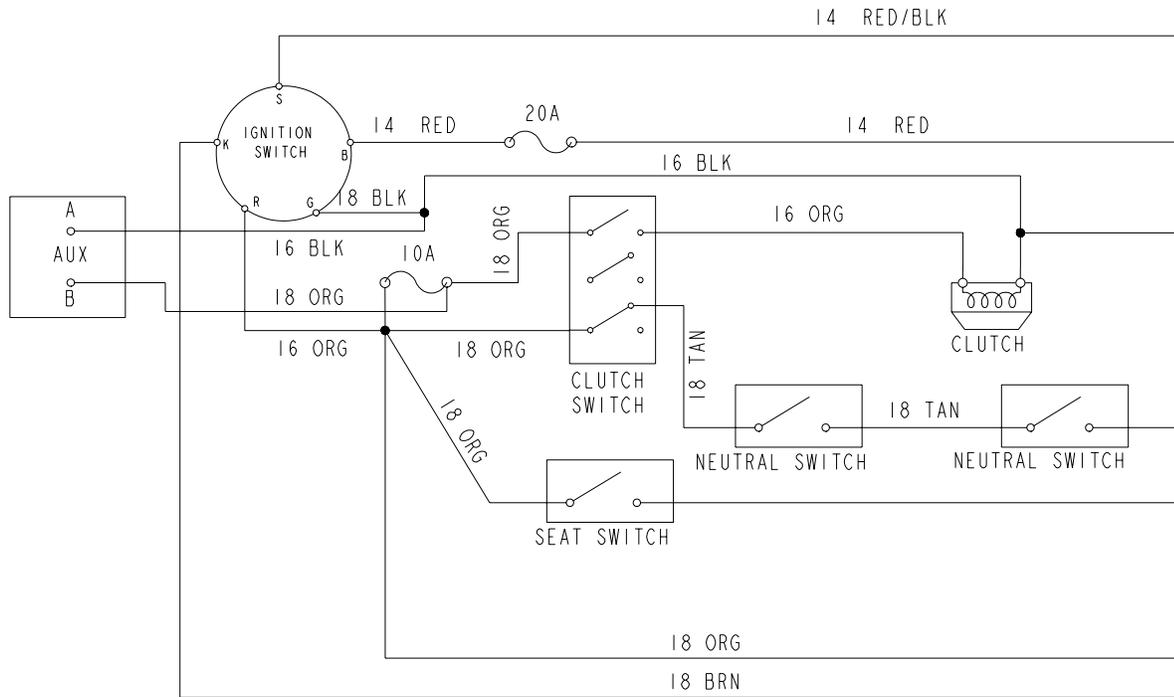 14 RED/BLK
S
IGNITION
SWITCH
K
B
R
G
14 RED
20A
14 RED
16 BLK
18 BLK
A
AUX
B
16 BLK
10A
18 ORG
18 ORG
16 ORG
16 ORG
18 ORG
CLUTCH
SWITCH
18 TAN
CLUTCH
18 ORG
NEUTRAL SWITCH
18 TAN
NEUTRAL SWITCH
SEAT SWITCH
18 ORG
18 BRN